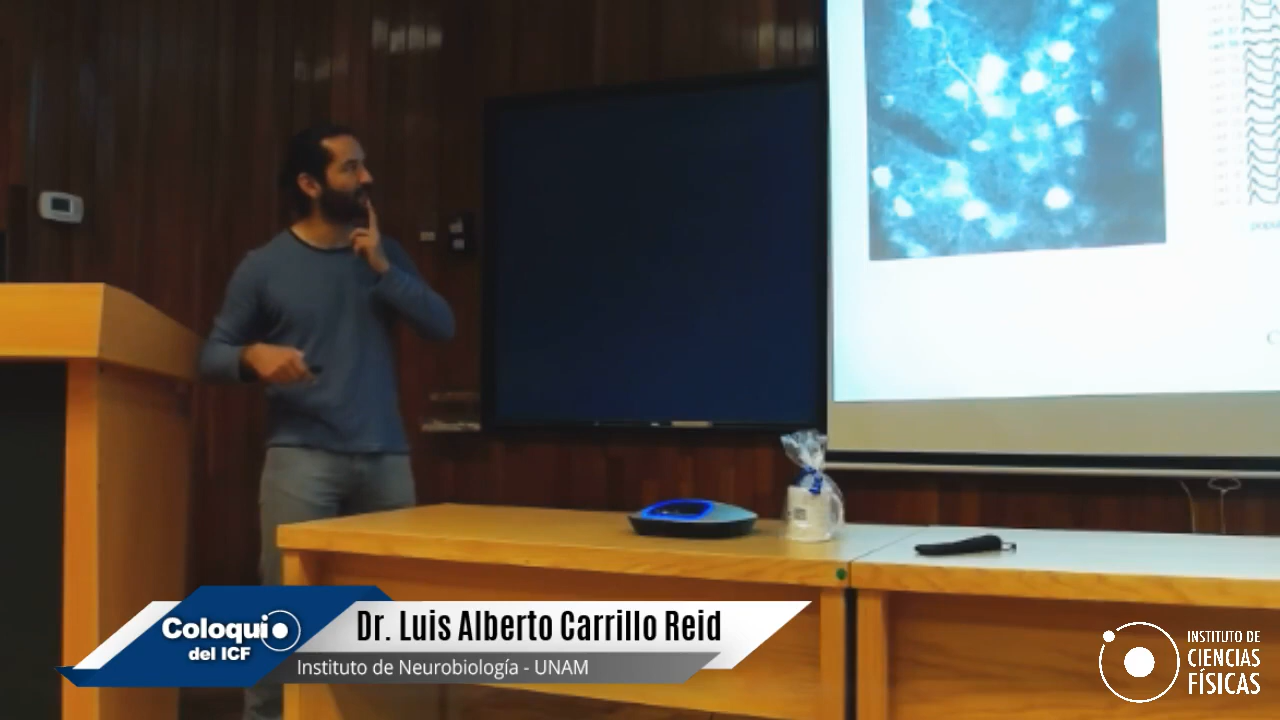 Coloquio
del ICF
Dr. Luis Alberto Carrillo Reid
Instituto de Neurobiología - UNAM
INSTITUTO DE
CIENCIAS
FÍSICAS